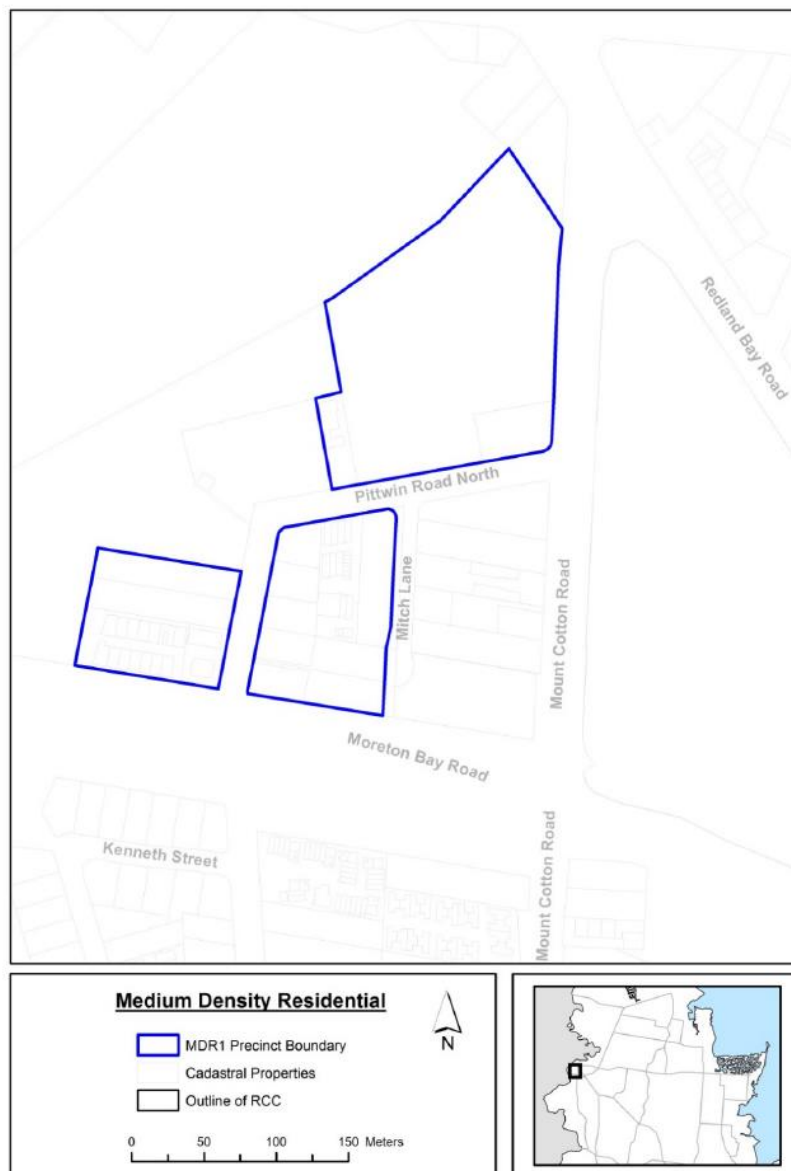 Redland Bay Road
Pittwin Road North
Mitch Lane
Mount Cotton Road
Moreton Bay Road
Kenneth Street
Mount Cotton Road
Medium Density Residential
MDR1 Precinct Boundary
Cadastral Properties
Outline of RCC
N
0 50 100 150 Meters